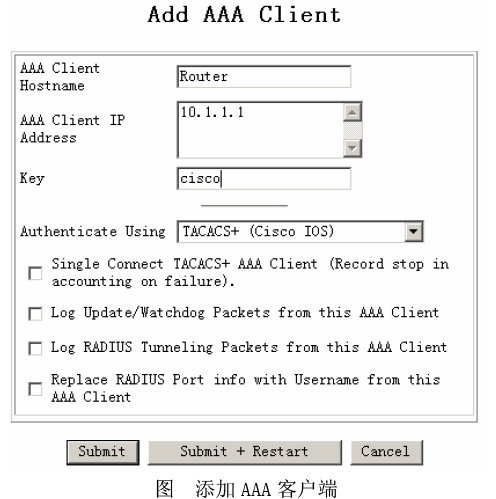 Add AAA Client
AAA Client
Hostname
Router
AAA Client IP
Address
10.1.1.1
Key
cisco
Authenticate Using
TACACS+ (Cisco IOS)
Single Connect TACACS+ AAA Client (Record stop in
accounting on failure).
Log Update/Watchdog Packets from this AAA Client
Log RADIUS Tunneling Packets from this AAA Client
Replace RADIUS Port info with Username from this
AAA Client
Submit
Submit + Restart
Cancel
图 添加 AAA 客户端